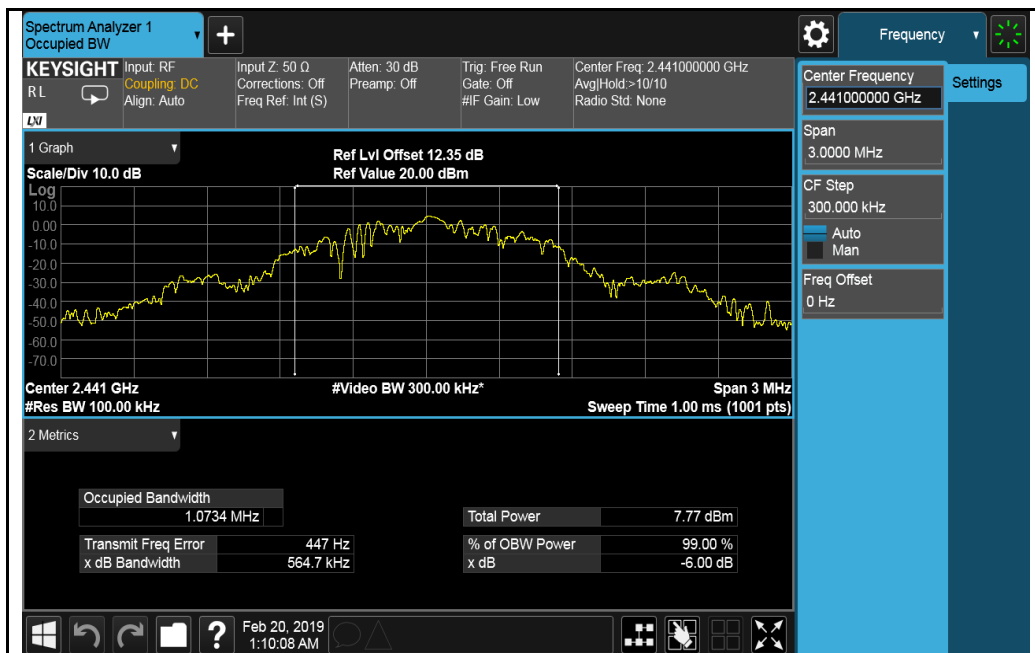 Spectrum Analyzer 1
Occupied BW
+
Frequency
KEYSIGHT
RL
LXI
Input: RF
Coupling: DC
Align: Auto
Input Z: 50 Ω
Corrections: Off
Freq Ref: Int (S)
Atten: 30 dB
Preamp: Off
Trig: Free Run
Gate: Off
#IF Gain: Low
Center Freq: 2.441000000 GHz
Avg|Hold:>10/10
Radio Std: None
Center Frequency
2.441000000 GHz
Settings
Span
3.0000 MHz
CF Step
300.000 kHz
Auto
Man
Freq Offset
0 Hz
1 Graph
Scale/Div 10.0 dB
Ref Lvl Offset 12.35 dB
Ref Value 20.00 dBm
Log
10.0
0.00
-10.0
-20.0
-30.0
-40.0
-50.0
-60.0
-70.0
Center 2.441 GHz
#Video BW 300.00 kHz*
Span 3 MHz
#Res BW 100.00 kHz
Sweep Time 1.00 ms (1001 pts)
2 Metrics
Occupied Bandwidth
1.0734 MHz
Total Power 7.77 dBm
Transmit Freq Error 447 Hz
% of OBW Power 99.00 %
x dB Bandwidth 564.7 kHz
x dB -6.00 dB
?
Feb 20, 2019
1:10:08 AM